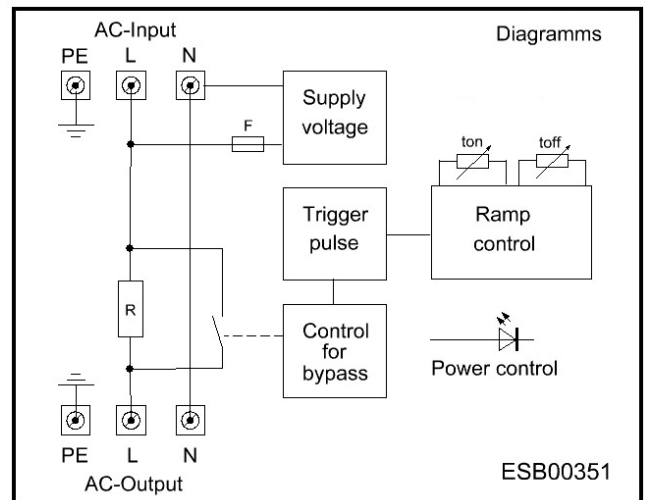 AC-Input
Diagramms
PE L N
Supply
voltage
F
ton toff
Trigger
pulse
Ramp
control
R
Control
for
bypass
Power control
PE L N
AC-Output
ESB00351